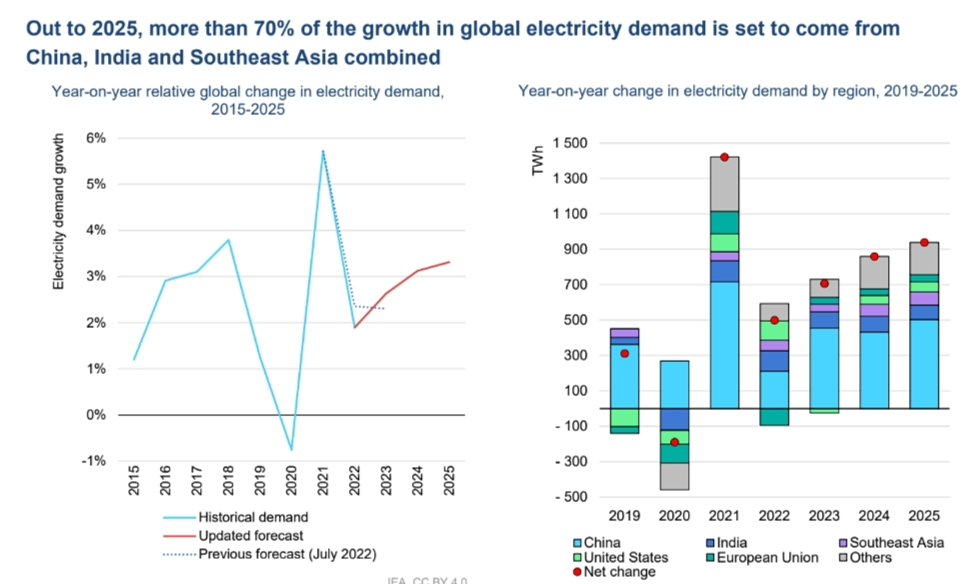 Out to 2025, more than 70% of the growth in global electricity demand is set to come from
China, India and Southeast Asia combined
Year-on-year relative global change in electricity demand,
2015-2025
Electricity demand growth
6%
5%
4%
3%
2%
1%
0%
-1%
2015 2016 2017 2018 2019 2020 2021 2022 2023 2024 2025
Historical demand
Updated forecast
Previous forecast (July 2022)
Year-on-year change in electricity demand by region, 2019-2025
TWh
1 500
1 300
1 100
900
700
500
300
100
- 100
- 300
- 500
2019 2020 2021 2022 2023 2024 2025
China India Southeast Asia
United States European Union Others
Net change
IEA. CC BY 4.0